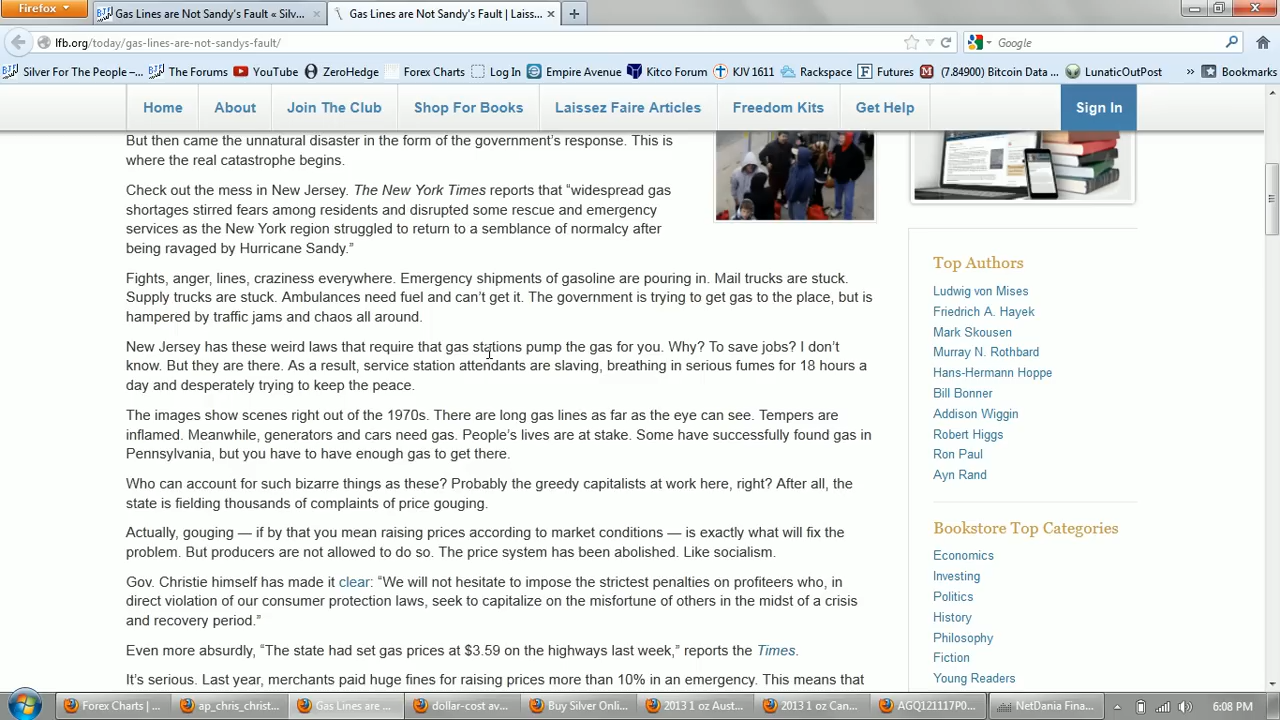 Firefox
Gas Lines are Not Sandy's Fault « Silv...
Gas Lines are Not Sandy's Fault | Laiss...
lfb.org/today/gas-lines-are-not-sandys-fault/
Google
Silver For The People –...
The Forums
YouTube
ZeroHedge
Forex Charts
Log In
Empire Avenue
Kitco Forum
KJV 1611
Rackspace
Futures
(7.84900) Bitcoin Data ...
LunaticOutPost
»
Bookmarks
Home
About
Join The Club
Shop For Books
Laissez Faire Articles
Freedom Kits
Get Help
Sign In
But then came the unnatural disaster in the form of the government’s response. This is
where the real catastrophe begins.
Check out the mess in New Jersey. The New York Times reports that “widespread gas
shortages stirred fears among residents and disrupted some rescue and emergency
services as the New York region struggled to return to a semblance of normalcy after
being ravaged by Hurricane Sandy.”
Fights, anger, lines, craziness everywhere. Emergency shipments of gasoline are pouring in. Mail trucks are stuck.
Supply trucks are stuck. Ambulances need fuel and can’t get it. The government is trying to get gas to the place, but is
hampered by traffic jams and chaos all around.
New Jersey has these weird laws that require that gas stations pump the gas for you. Why? To save jobs? I don’t
know. But they are there. As a result, service station attendants are slaving, breathing in serious fumes for 18 hours a
day and desperately trying to keep the peace.
The images show scenes right out of the 1970s. There are long gas lines as far as the eye can see. Tempers are
inflamed. Meanwhile, generators and cars need gas. People’s lives are at stake. Some have successfully found gas in
Pennsylvania, but you have to have enough gas to get there.
Who can account for such bizarre things as these? Probably the greedy capitalists at work here, right? After all, the
state is fielding thousands of complaints of price gouging.
Actually, gouging — if by that you mean raising prices according to market conditions — is exactly what will fix the
problem. But producers are not allowed to do so. The price system has been abolished. Like socialism.
Gov. Christie himself has made it clear: “We will not hesitate to impose the strictest penalties on profiteers who, in
direct violation of our consumer protection laws, seek to capitalize on the misfortune of others in the midst of a crisis
and recovery period.”
Even more absurdly, “The state had set gas prices at $3.59 on the highways last week,” reports the Times.
It’s serious. Last year, merchants paid huge fines for raising prices more than 10% in an emergency. This means that
Top Authors
Ludwig von Mises
Friedrich A. Hayek
Mark Skousen
Murray N. Rothbard
Hans-Hermann Hoppe
Bill Bonner
Addison Wiggin
Robert Higgs
Ron Paul
Ayn Rand
Bookstore Top Categories
Economics
Investing
Politics
History
Philosophy
Fiction
Young Readers
Forex Charts | ...
ap_chris_christ...
Gas Lines are ...
dollar-cost av...
Buy Silver Onli...
2013 1 oz Aust...
2013 1 oz Can...
AGQ121117P0...
NetDania Fina...
6:08 PM